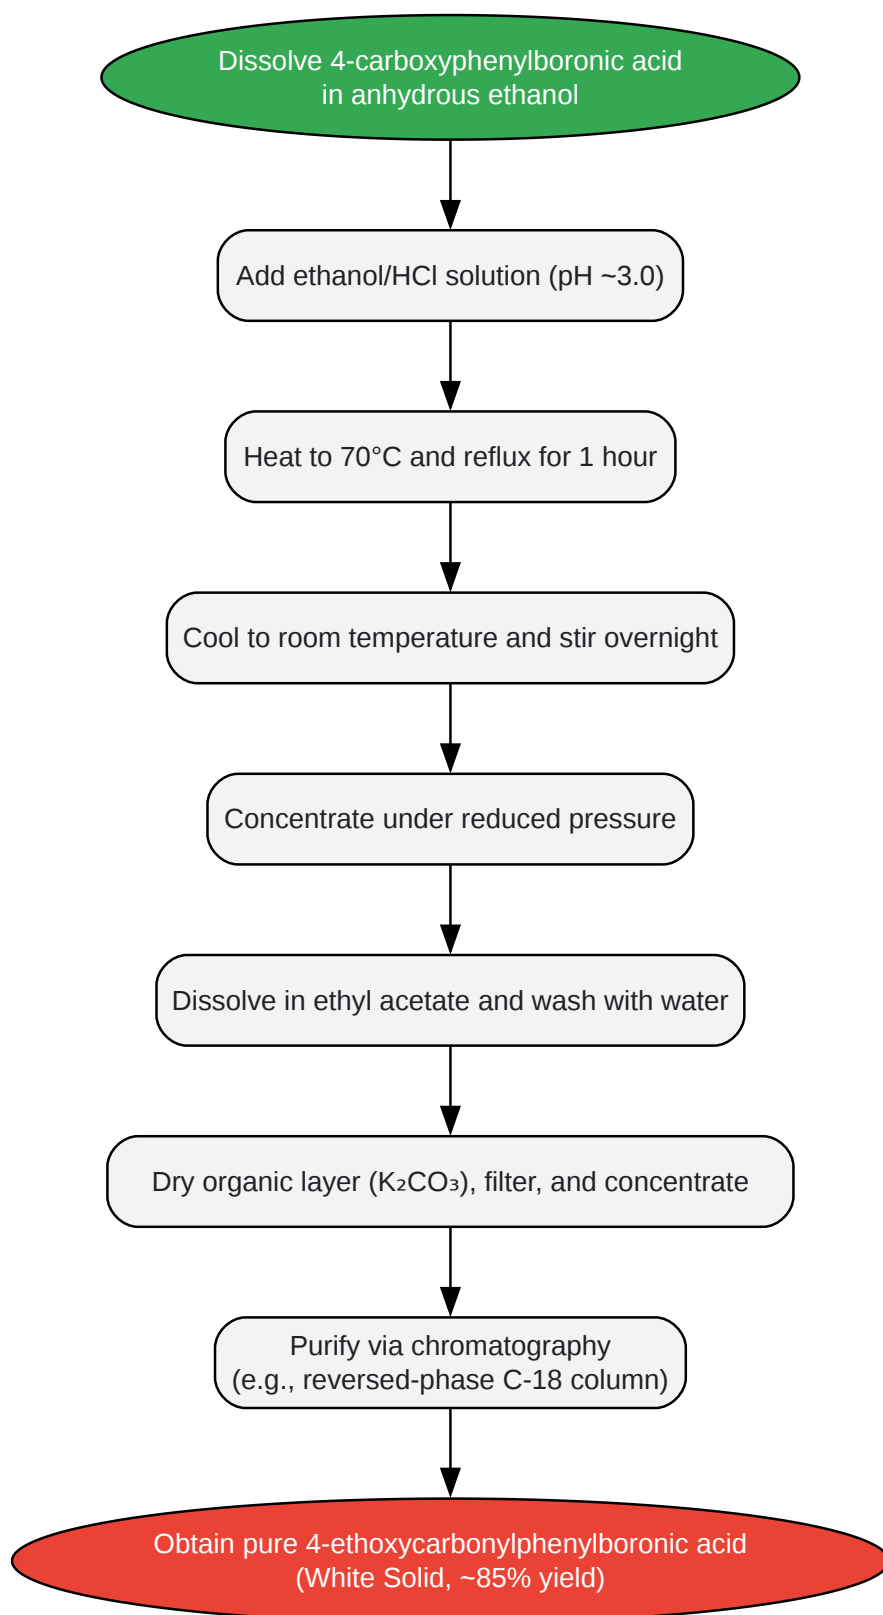 Dissolve 4-carboxyphenylboronic acid
in anhydrous ethanol
Add ethanol/HCl solution (pH ~3.0)
Heat to 70°C and reflux for 1 hour
Cool to room temperature and stir overnight
Concentrate under reduced pressure
Dissolve in ethyl acetate and wash with water
Dry organic layer (K₂CO₃), filter, and concentrate
Purify via chromatography
(e.g., reversed-phase C-18 column)
Obtain pure 4-ethoxycarbonylphenylboronic acid
(White Solid, ~85% yield)